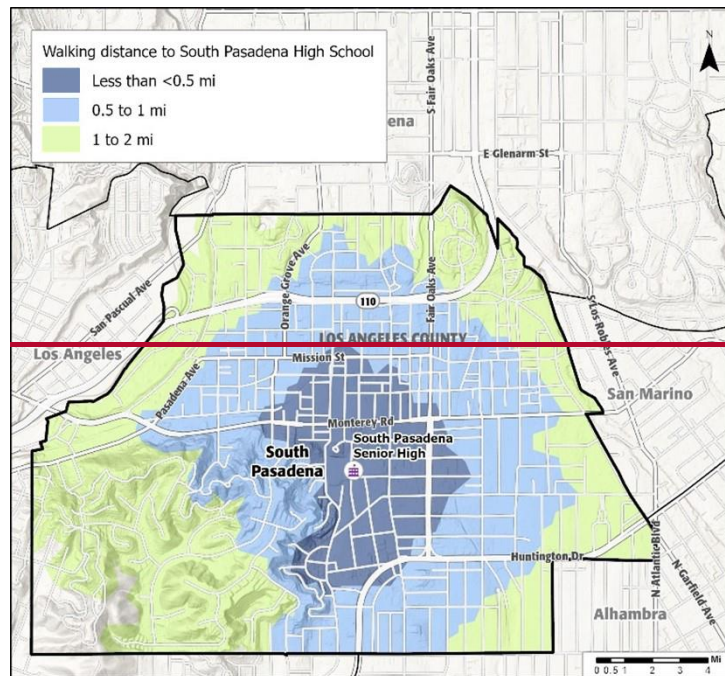 Walking distance to South Pasadena High School
Less than <0.5 mi
0.5 to 1 mi
1 to 2 mi
N
S Fair Oaks Ave
ena
E Glenarm St
San Pascual Ave
Orange Grove Ave
110
Fair Oaks Ave
S Los Robles Ave
LOS ANGELES COUNTY
Los Angeles
Mission St
Pasadena Ave
San Marino
Monterey Rd
South
Pasadena
South Pasadena
Senior High
Huntington Dr
N Atlantic Blvd
N Garfield Ave
Alhambra
Mi
0 0.5 1 2 3 4